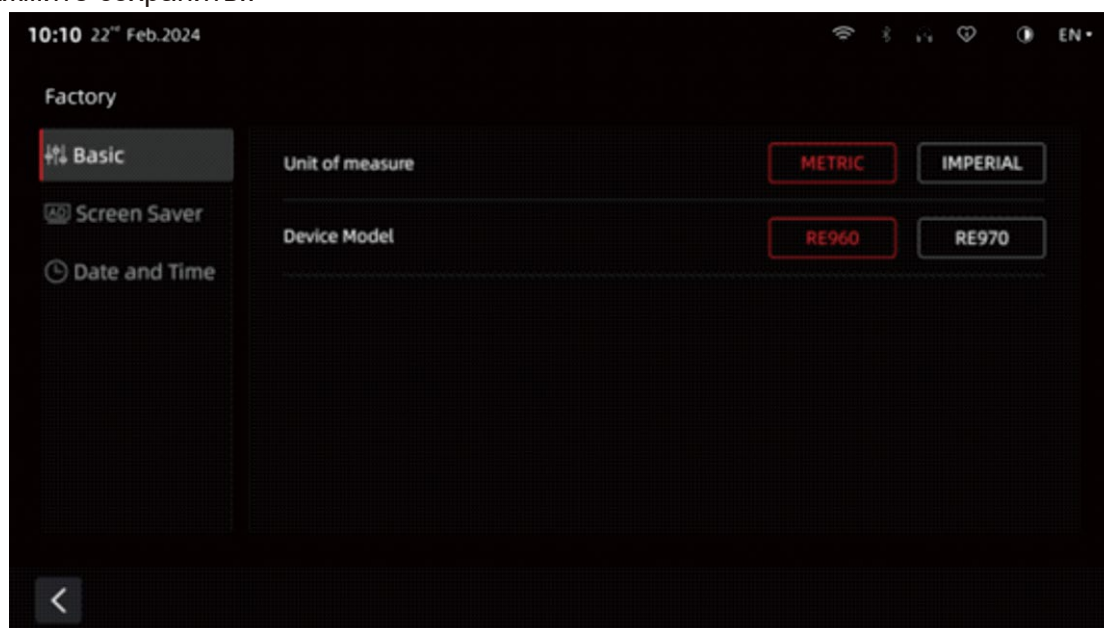 10:10 22nd Feb.2024
EN
Factory
Basic
Unit of measure
METRIC
IMPERIAL
AD Screen Saver
Device Model
RE960
RE970
Date and Time